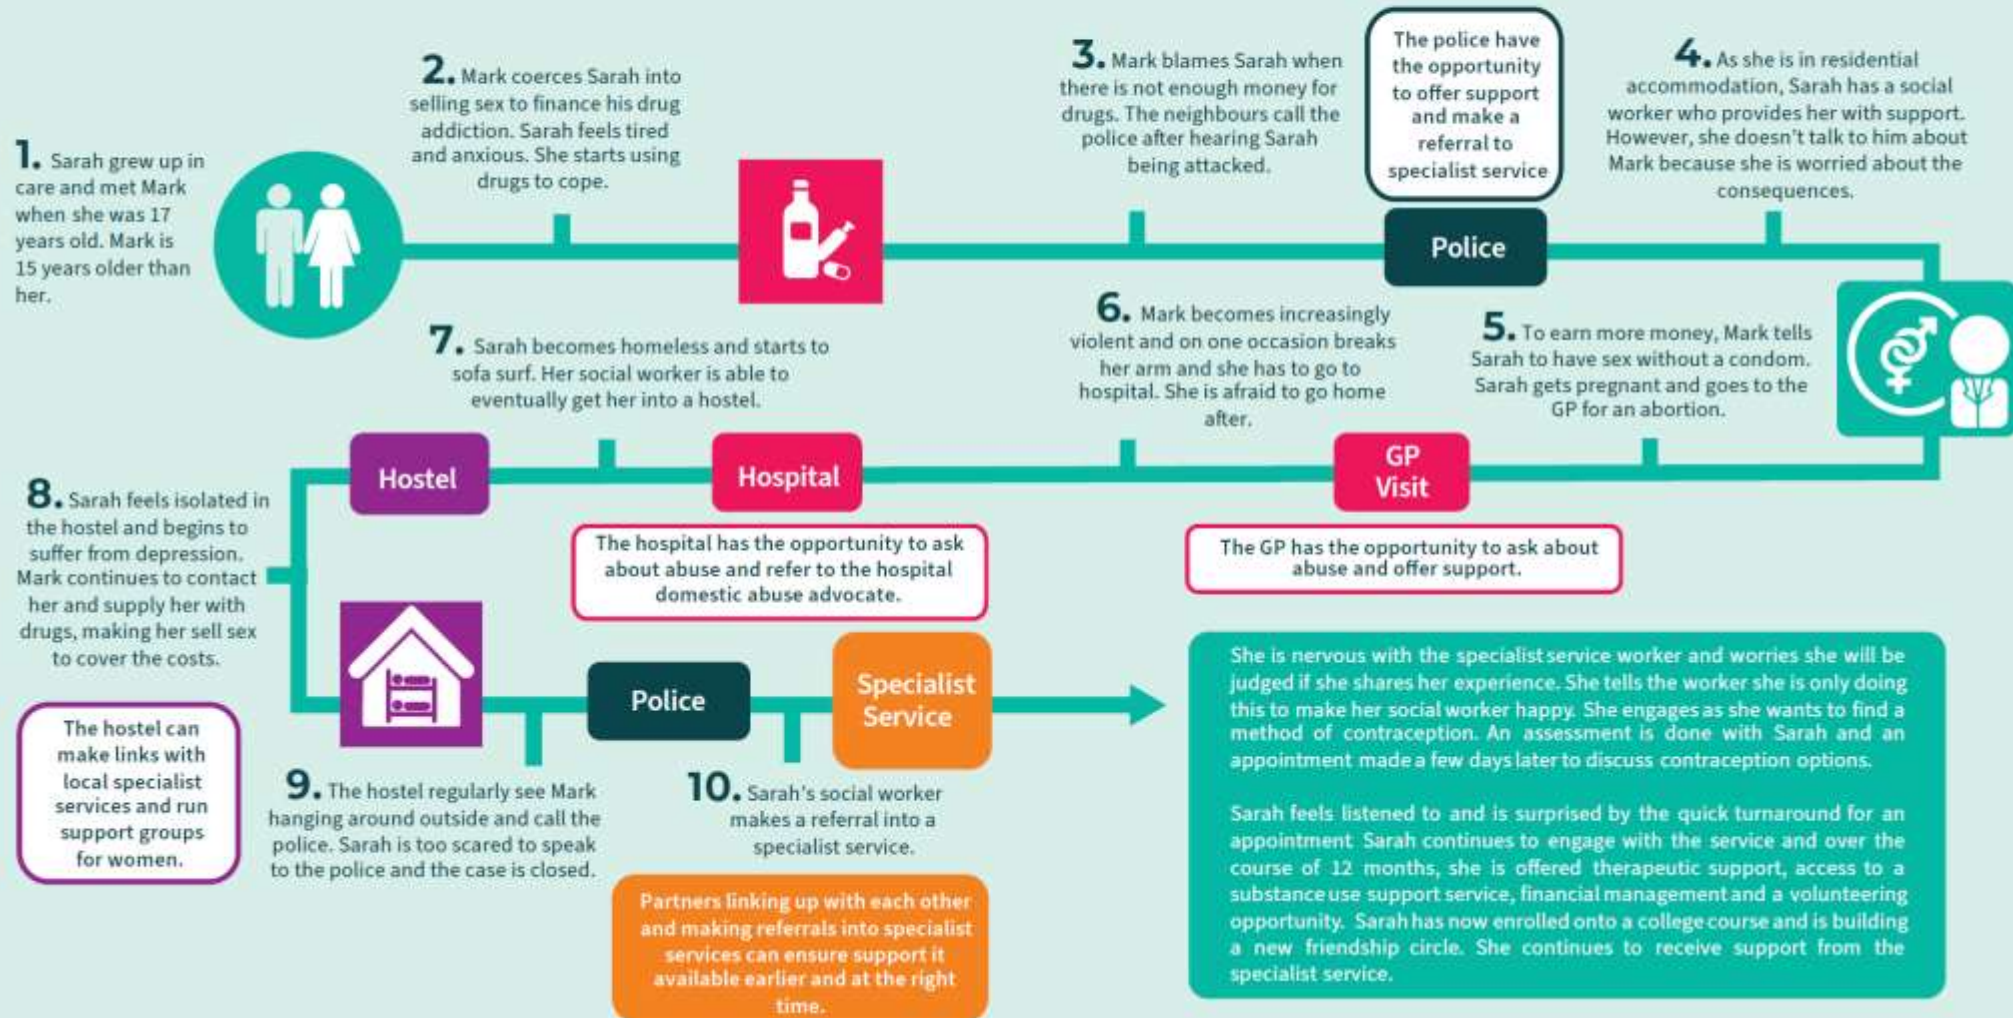 1. Sarah grew up in
care and met Mark
when she was 17
years old. Mark is
15 years older than
her.
2. Mark coerces Sarah into
selling sex to finance his drug
addiction. Sarah feels tired
and anxious. She starts using
drugs to cope.
3. Mark blames Sarah when
there is not enough money for
drugs. The neighbours call the
police after hearing Sarah
being attacked.
The police have
the opportunity
to offer support
and make a
referral to
specialist service
Police
4. As she is in residential
accommodation, Sarah has a social
worker who provides her with support.
However, she doesn't talk to him about
Mark because she is worried about the
consequences.
5. To earn more money, Mark tells
Sarah to have sex without a condom.
Sarah gets pregnant and goes to the
GP for an abortion.
GP
Visit
The GP has the opportunity to ask about
abuse and offer support.
6. Mark becomes increasingly
violent and on one occasion breaks
her arm and she has to go to
hospital. She is afraid to go home
after.
Hospital
The hospital has the opportunity to ask
about abuse and refer to the hospital
domestic abuse advocate.
7. Sarah becomes homeless and starts to
sofa surf. Her social worker is able to
eventually get her into a hostel.
Hostel
8. Sarah feels isolated in
the hostel and begins to
suffer from depression.
Mark continues to contact
her and supply her with
drugs, making her sell sex
to cover the costs.
The hostel can
make links with
local specialist
services and run
support groups
for women.
9. The hostel regularly see Mark
hanging around outside and call the
police. Sarah is too scared to speak
to the police and the case is closed.
Police
10. Sarah's social worker
makes a referral into a
specialist service.
Specialist
Service
Partners linking up with each other
and making referrals into specialist
services can ensure support it
available earlier and at the right
time.
She is nervous with the specialist service worker and worries she will be
judged if she shares her experience. She tells the worker she is only doing
this to make her social worker happy. She engages as she wants to find a
method of contraception. An assessment is done with Sarah and an
appointment made a few days later to discuss contraception options.
Sarah feels listened to and is surprised by the quick turnaround for an
appointment Sarah continues to engage with the service and over the
course of 12 months, she is offered therapeutic support, access to a
substance use support service, financial management and a volunteering
opportunity. Sarah has now enrolled onto a college course and is building
a new friendship circle. She continues to receive support from the
specialist service.